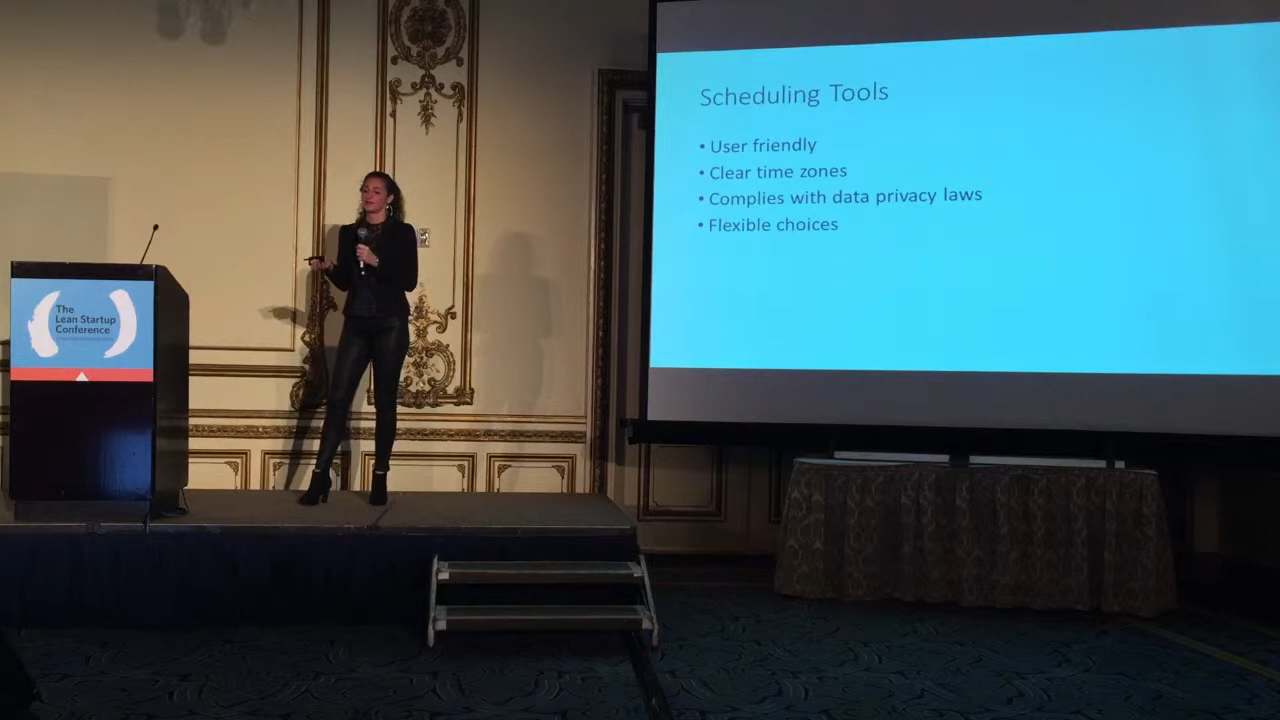 Scheduling Tools
• User friendly
• Clear time zones
• Complies with data privacy laws
• Flexible choices
The
Lean Startup
Conference